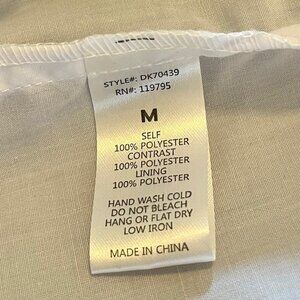 STYLE#: DK70439
RN#: 119795
M
SELF
100% POLYESTER
CONTRAST
100% POLYESTER
LINING
100% POLYESTER
HAND WASH COLD
DO NOT BLEACH
HANG OR FLAT DRY
LOW IRON
MADE IN CHINA